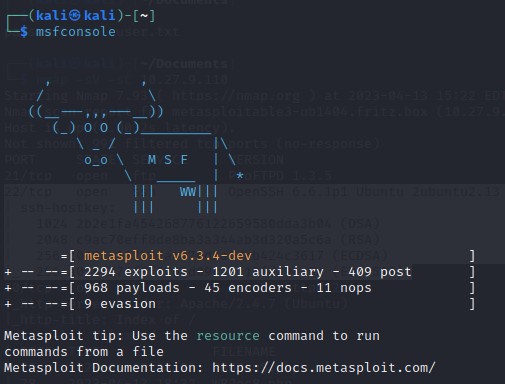 ┌──(kali㉿kali)-[~]
└─$ msfconsole
M S F
=[ metasploit v6.3.4-dev ]
+ -- --=[ 2294 exploits - 1201 auxiliary - 409 post ]
+ -- --=[ 968 payloads - 45 encoders - 11 nops ]
+ -- --=[ 9 evasion ]
Metasploit tip: Use the resource command to run
commands from a file
Metasploit Documentation: https://docs.metasploit.com/